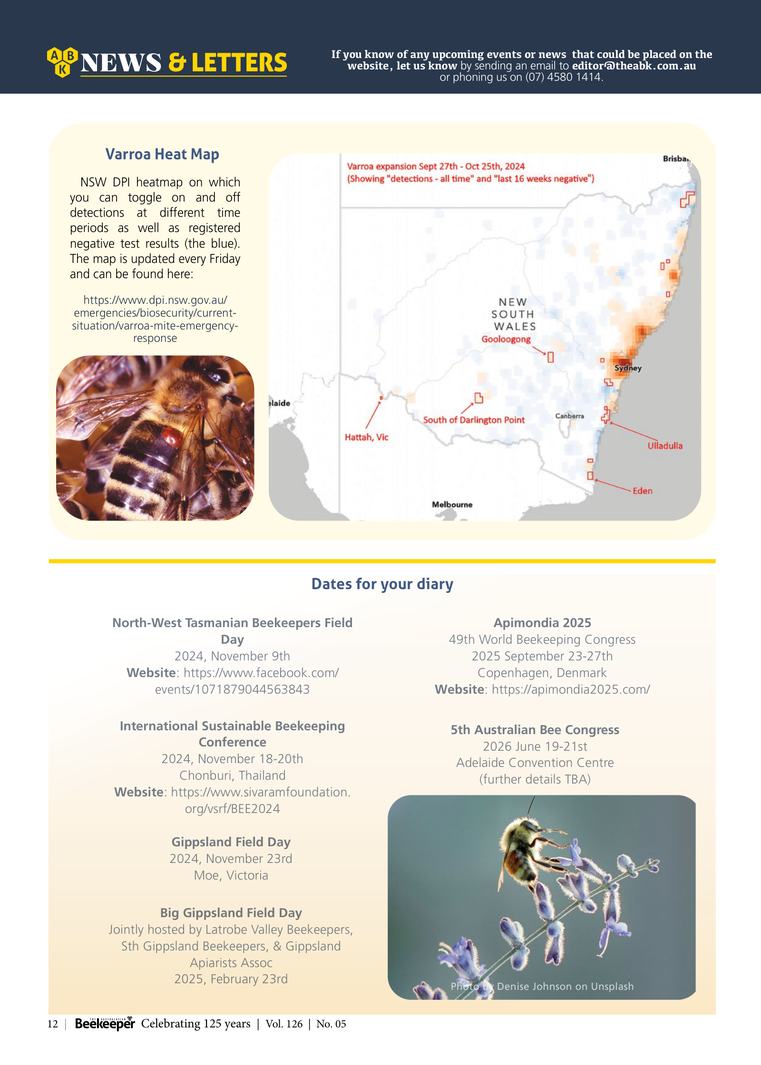 A B K
NEWS & LETTERS
If you know of any upcoming events or news that could be placed on the
website, let us know by sending an email to editor@theabk.com.au
or phoning us on (07) 4580 1414.
Varroa Heat Map
NSW DPI heatmap on which
you can toggle on and off
detections at different time
periods as well as registered
negative test results (the blue).
The map is updated every Friday
and can be found here:
https://www.dpi.nsw.gov.au/
emergencies/biosecurity/current-
situation/varroa-mite-emergency-
response
Varroa expansion Sept 27th - Oct 25th, 2024
(Showing "detections - all time" and "last 16 weeks negative")
Brisba
NEW
SOUTH
WALES
Gooloogong
Sydney
elaide
South of Darlington Point
Canberra
Hattah, Vic
Ulladulla
Eden
Melbourne
Dates for your diary
North-West Tasmanian Beekeepers Field
Day
2024, November 9th
Website: https://www.facebook.com/
events/1071879044563843
International Sustainable Beekeeping
Conference
2024, November 18-20th
Chonburi, Thailand
Website: https://www.sivaramfoundation.
org/vsrf/BEE2024
Gippsland Field Day
2024, November 23rd
Moe, Victoria
Big Gippsland Field Day
Jointly hosted by Latrobe Valley Beekeepers,
Sth Gippsland Beekeepers, & Gippsland
Apiarists Assoc
2025, February 23rd
Apimondia 2025
49th World Beekeeping Congress
2025 September 23-27th
Copenhagen, Denmark
Website: https://apimondia2025.com/
5th Australian Bee Congress
2026 June 19-21st
Adelaide Convention Centre
(further details TBA)
Photo by Denise Johnson on Unsplash
12 | Beekeeper Celebrating 125 years | Vol. 126 | No. 05